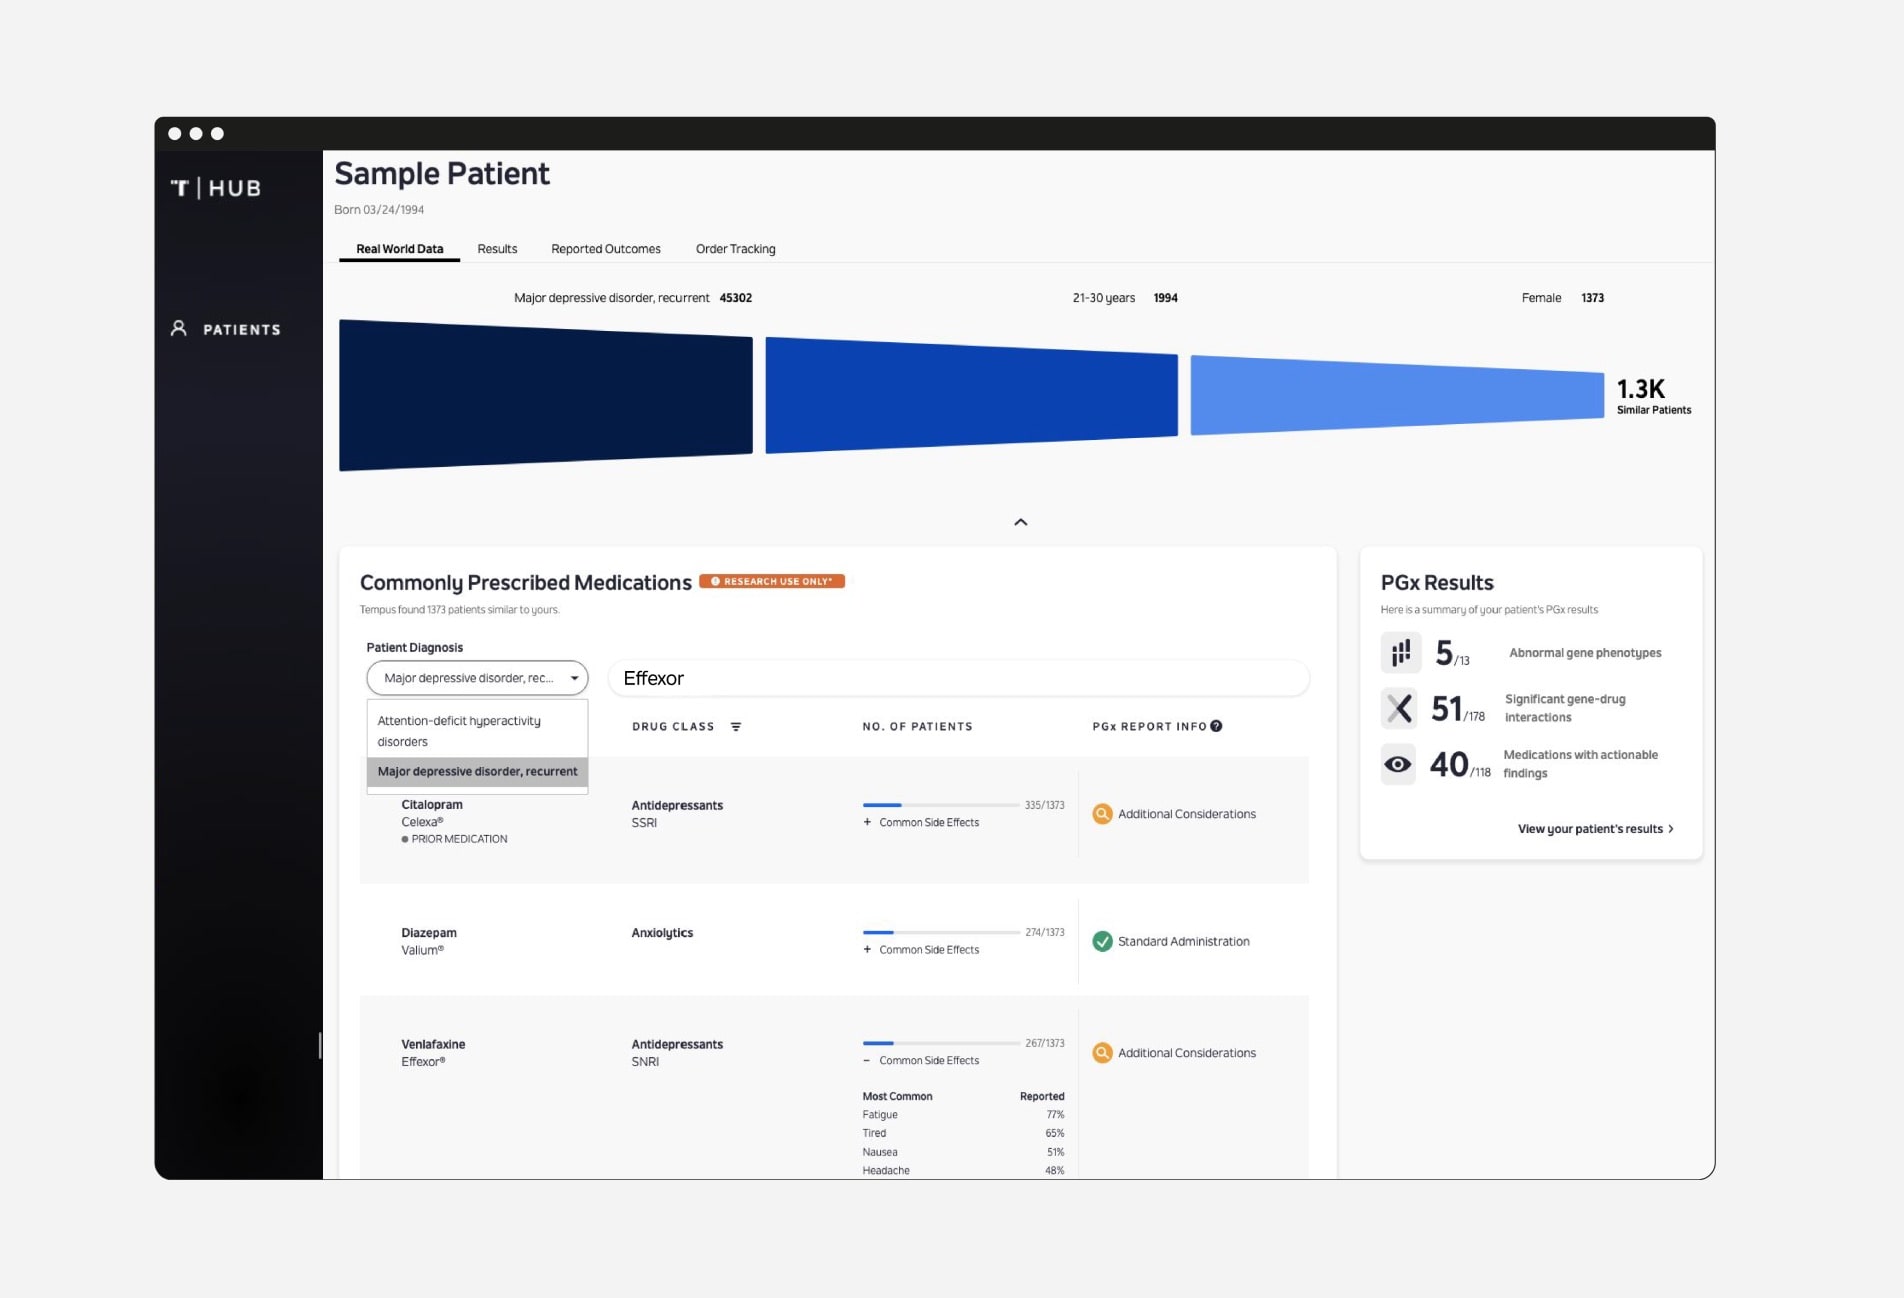 T | HUB
PATIENTS
Sample Patient
Born 03/24/1994
Real World Data Results Reported Outcomes Order Tracking
Major depressive disorder, recurrent 45302 21-30 years 1994 Female 1373
1.3K
Similar Patients
Commonly Prescribed Medications RESEARCH USE ONLY*
Tempus found 1373 patients similar to yours.
Patient Diagnosis
Major depressive disorder, rec... Effexor
Attention-deficit hyperactivity
disorders
Major depressive disorder, recurrent
DRUG CLASS NO. OF PATIENTS PGx REPORT INFO ?
Citalopram Antidepressants 335/1373
Celexa® SSRI + Common Side Effects Additional Considerations
PRIOR MEDICATION
Diazepam Anxiolytics 274/1373
Valium® + Common Side Effects Standard Administration
Venlafaxine Antidepressants 267/1373
Effexor® SNRI – Common Side Effects Additional Considerations
Most Common Reported
Fatigue 77%
Tired 65%
Nausea 51%
Headache 48%
PGx Results
Here is a summary of your patient's PGx results
5/13 Abnormal gene phenotypes
51/178 Significant gene-drug
interactions
40/118 Medications with actionable
findings
View your patient's results >